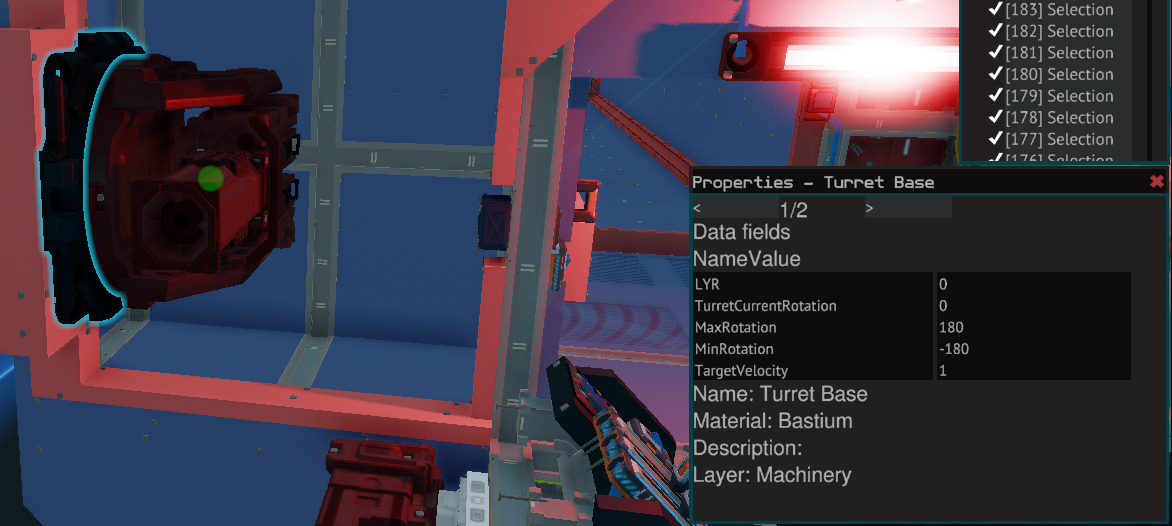 [183] Selection
[182] Selection
[181] Selection
[180] Selection
[179] Selection
[178] Selection
[177] Selection
[176] Selection
Properties - Turret Base
< 1/2 >
Data fields
NameValue
LYR 0
TurretCurrentRotation 0
MaxRotation 180
MinRotation -180
TargetVelocity 1
Name: Turret Base
Material: Bastium
Description:
Layer: Machinery